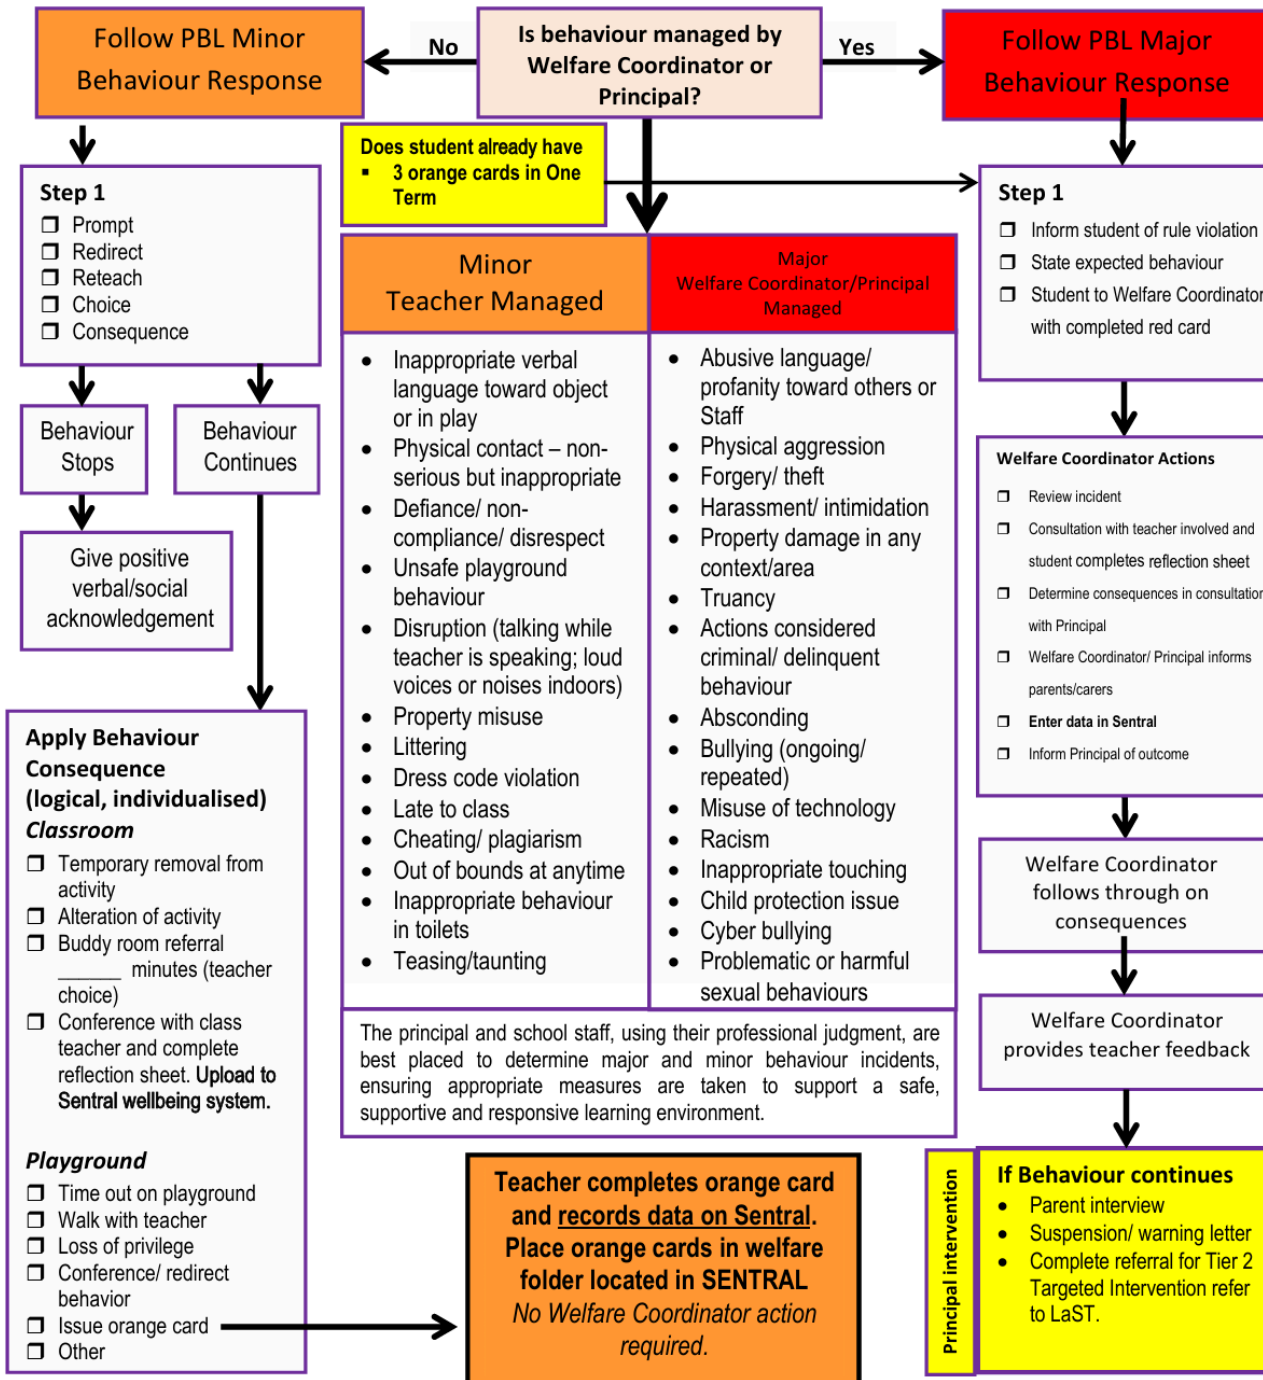 Follow PBL Minor
Behaviour Response
No
Is behaviour managed by
Welfare Coordinator or
Principal?
Yes
Follow PBL Major
Behaviour Response
Does student already have
▪ 3 orange cards in One
Term
Step 1
❒ Prompt
❒ Redirect
❒ Reteach
❒ Choice
❒ Consequence
Behaviour
Stops
Behaviour
Continues
Give positive
verbal/social
acknowledgement
Apply Behaviour
Consequence
(logical, individualised)
Classroom
❒ Temporary removal from
activity
❒ Alteration of activity
❒ Buddy room referral
______ minutes (teacher
choice)
❒ Conference with class
teacher and complete
reflection sheet. Upload to
Sentral wellbeing system.
Playground
❒ Time out on playground
❒ Walk with teacher
❒ Loss of privilege
❒ Conference/ redirect
behavior
❒ Issue orange card
❒ Other
Minor
Teacher Managed
• Inappropriate verbal
language toward object
or in play
• Physical contact – non-
serious but inappropriate
• Defiance/ non-
compliance/ disrespect
• Unsafe playground
behaviour
• Disruption (talking while
teacher is speaking; loud
voices or noises indoors)
• Property misuse
• Littering
• Dress code violation
• Late to class
• Cheating/ plagiarism
• Out of bounds at anytime
• Inappropriate behaviour
in toilets
• Teasing/taunting
Major
Welfare Coordinator/Principal
Managed
• Abusive language/
profanity toward others or
Staff
• Physical aggression
• Forgery/ theft
• Harassment/ intimidation
• Property damage in any
context/area
• Truancy
• Actions considered
criminal/ delinquent
behaviour
• Absconding
• Bullying (ongoing/
repeated)
• Misuse of technology
• Racism
• Inappropriate touching
• Child protection issue
• Cyber bullying
• Problematic or harmful
sexual behaviours
The principal and school staff, using their professional judgment, are
best placed to determine major and minor behaviour incidents,
ensuring appropriate measures are taken to support a safe,
supportive and responsive learning environment.
Teacher completes orange card
and records data on Sentral.
Place orange cards in welfare
folder located in SENTRAL
No Welfare Coordinator action
required.
Step 1
❒ Inform student of rule violation
❒ State expected behaviour
❒ Student to Welfare Coordinator
with completed red card
Welfare Coordinator Actions
❒ Review incident
❒ Consultation with teacher involved and
student completes reflection sheet
❒ Determine consequences in consultation
with Principal
❒ Welfare Coordinator/ Principal informs
parents/carers
❒ Enter data in Sentral
❒ Inform Principal of outcome
Welfare Coordinator
follows through on
consequences
Welfare Coordinator
provides teacher feedback
Principal intervention
If Behaviour continues
• Parent interview
• Suspension/ warning letter
• Complete referral for Tier 2
Targeted Intervention refer
to LaST.